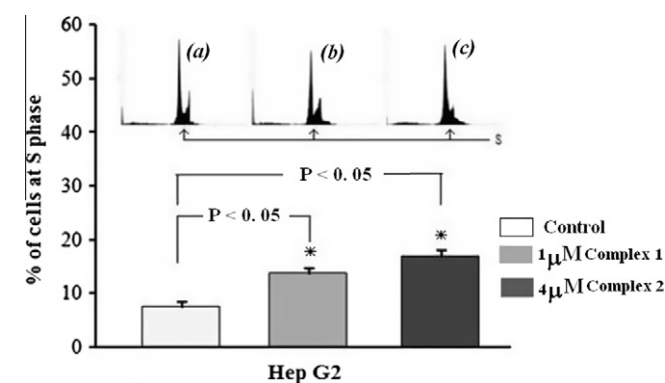 % of cells at S phase
60
50
40
30
20
10
0
(a)
(b)
(c)
S
P < 0. 05
P < 0. 05
*
*
Control
1μM Complex 1
4μM Complex 2
Hep G2